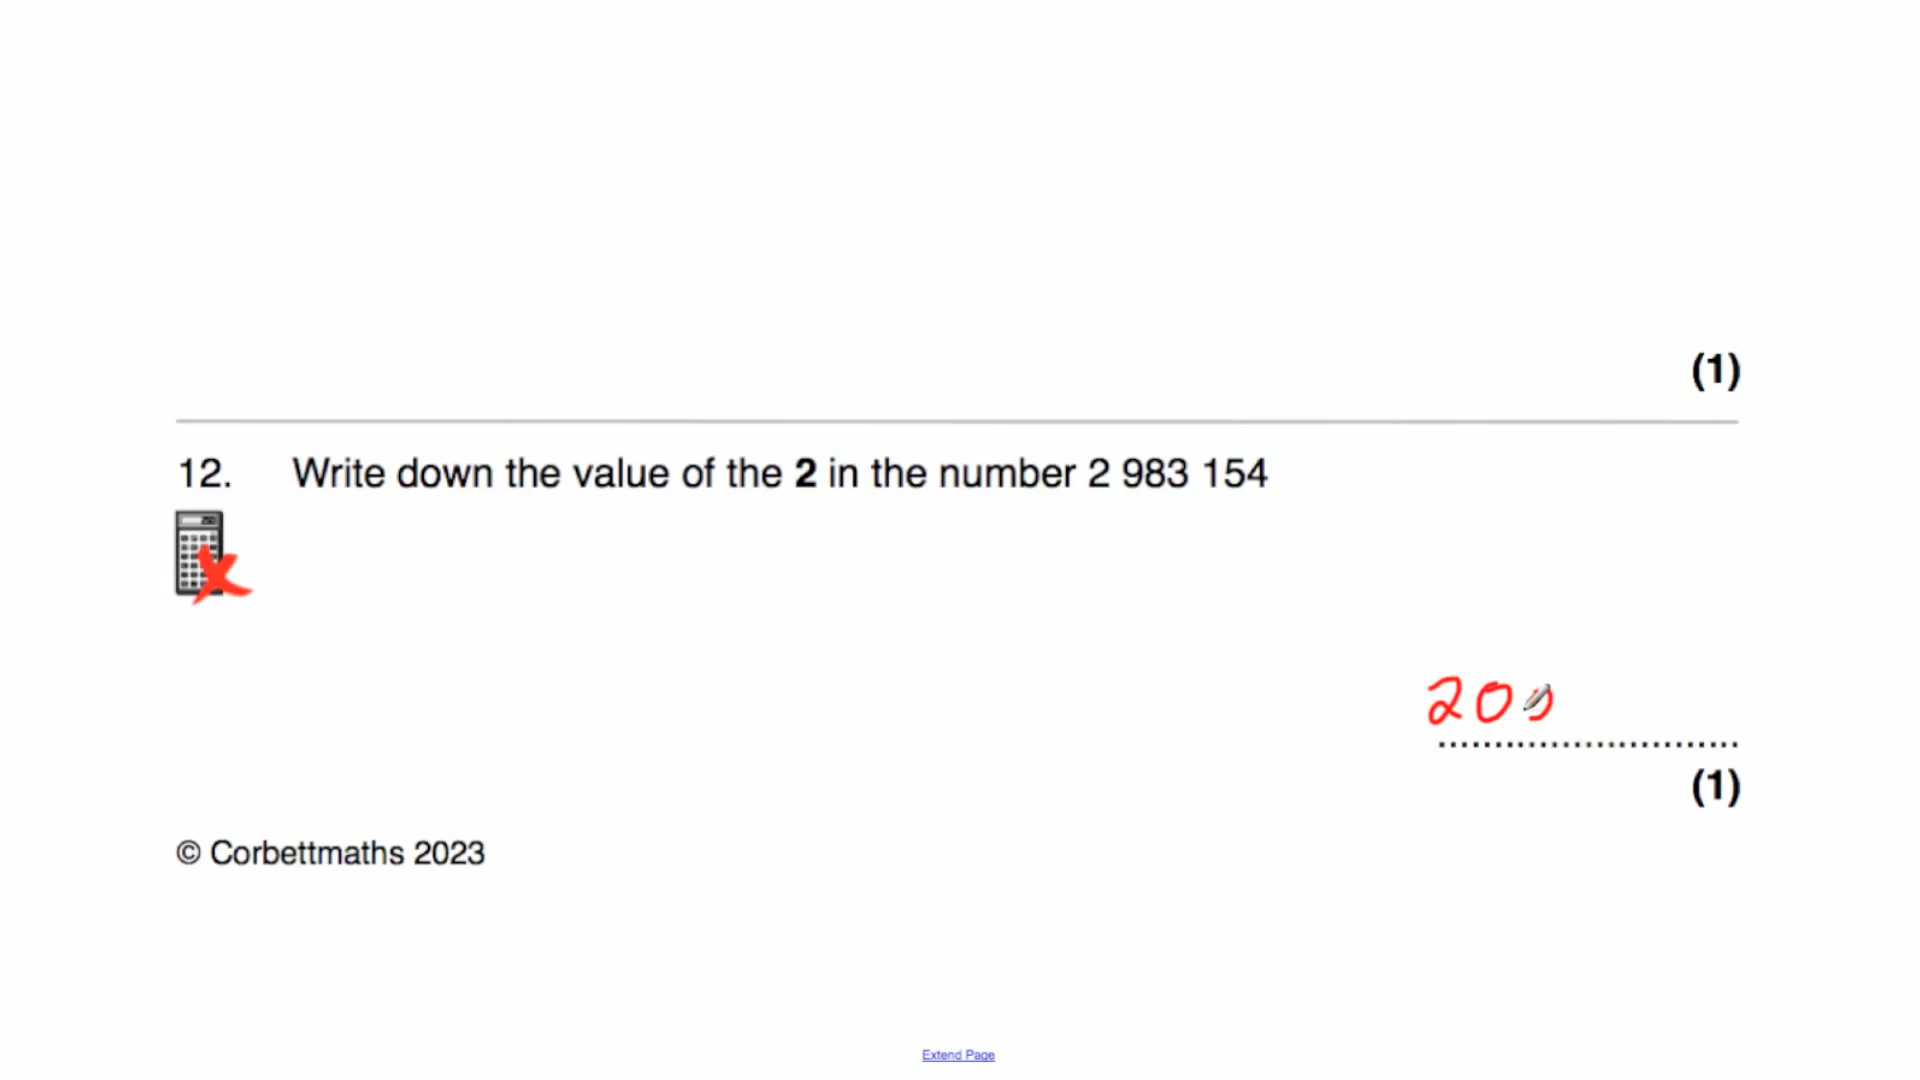 (1)
12. Write down the value of the 2 in the number 2 983 154
200
(1)
© Corbettmaths 2023
Extend Page